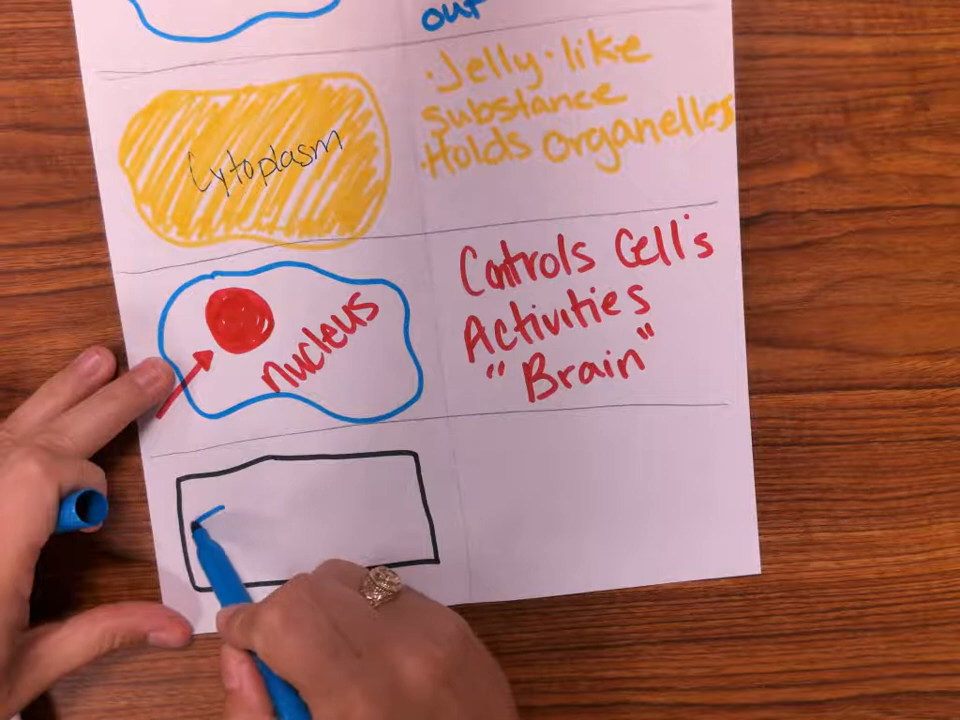 out
· Jelly-like
substance
· Holds Organelles
Cytoplasm
Controls Cell's
Activities
"Brain"
nucleus